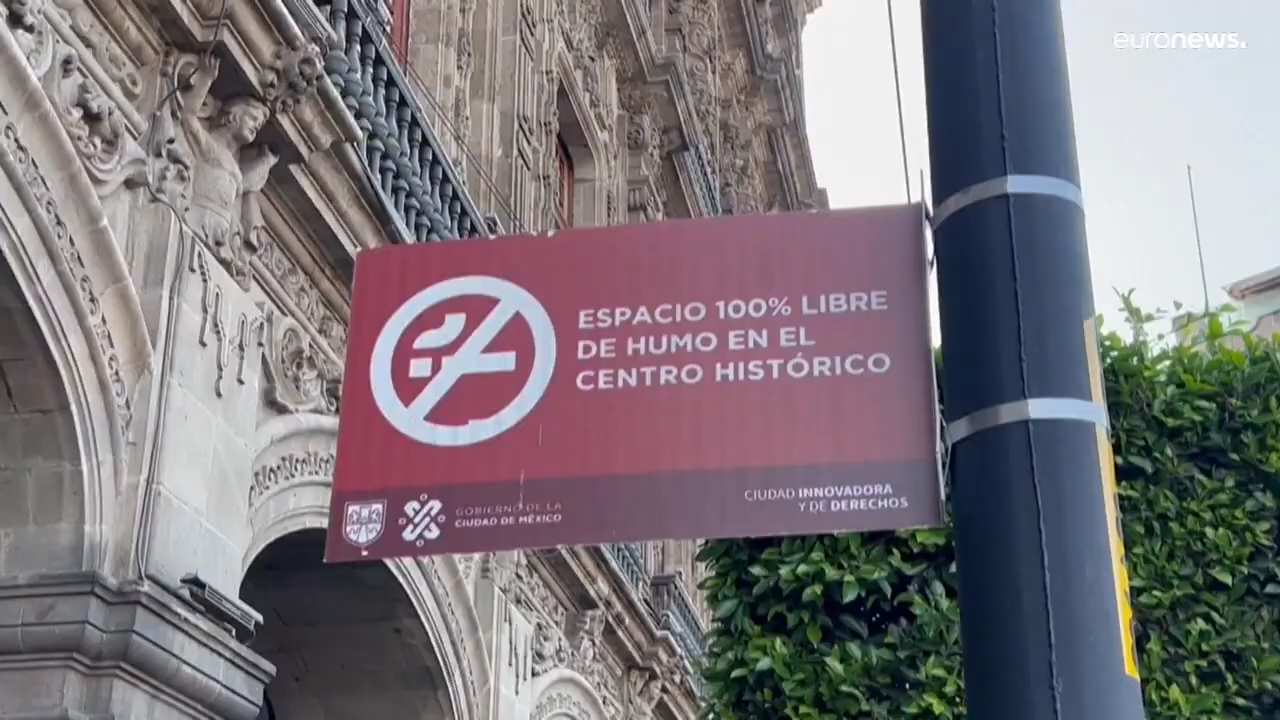 euronews.
ESPACIO 100% LIBRE
DE HUMO EN EL
CENTRO HISTÓRICO
GOBIERNO DE LA
CIUDAD DE MÉXICO
CIUDAD INNOVADORA
Y DE DERECHOS